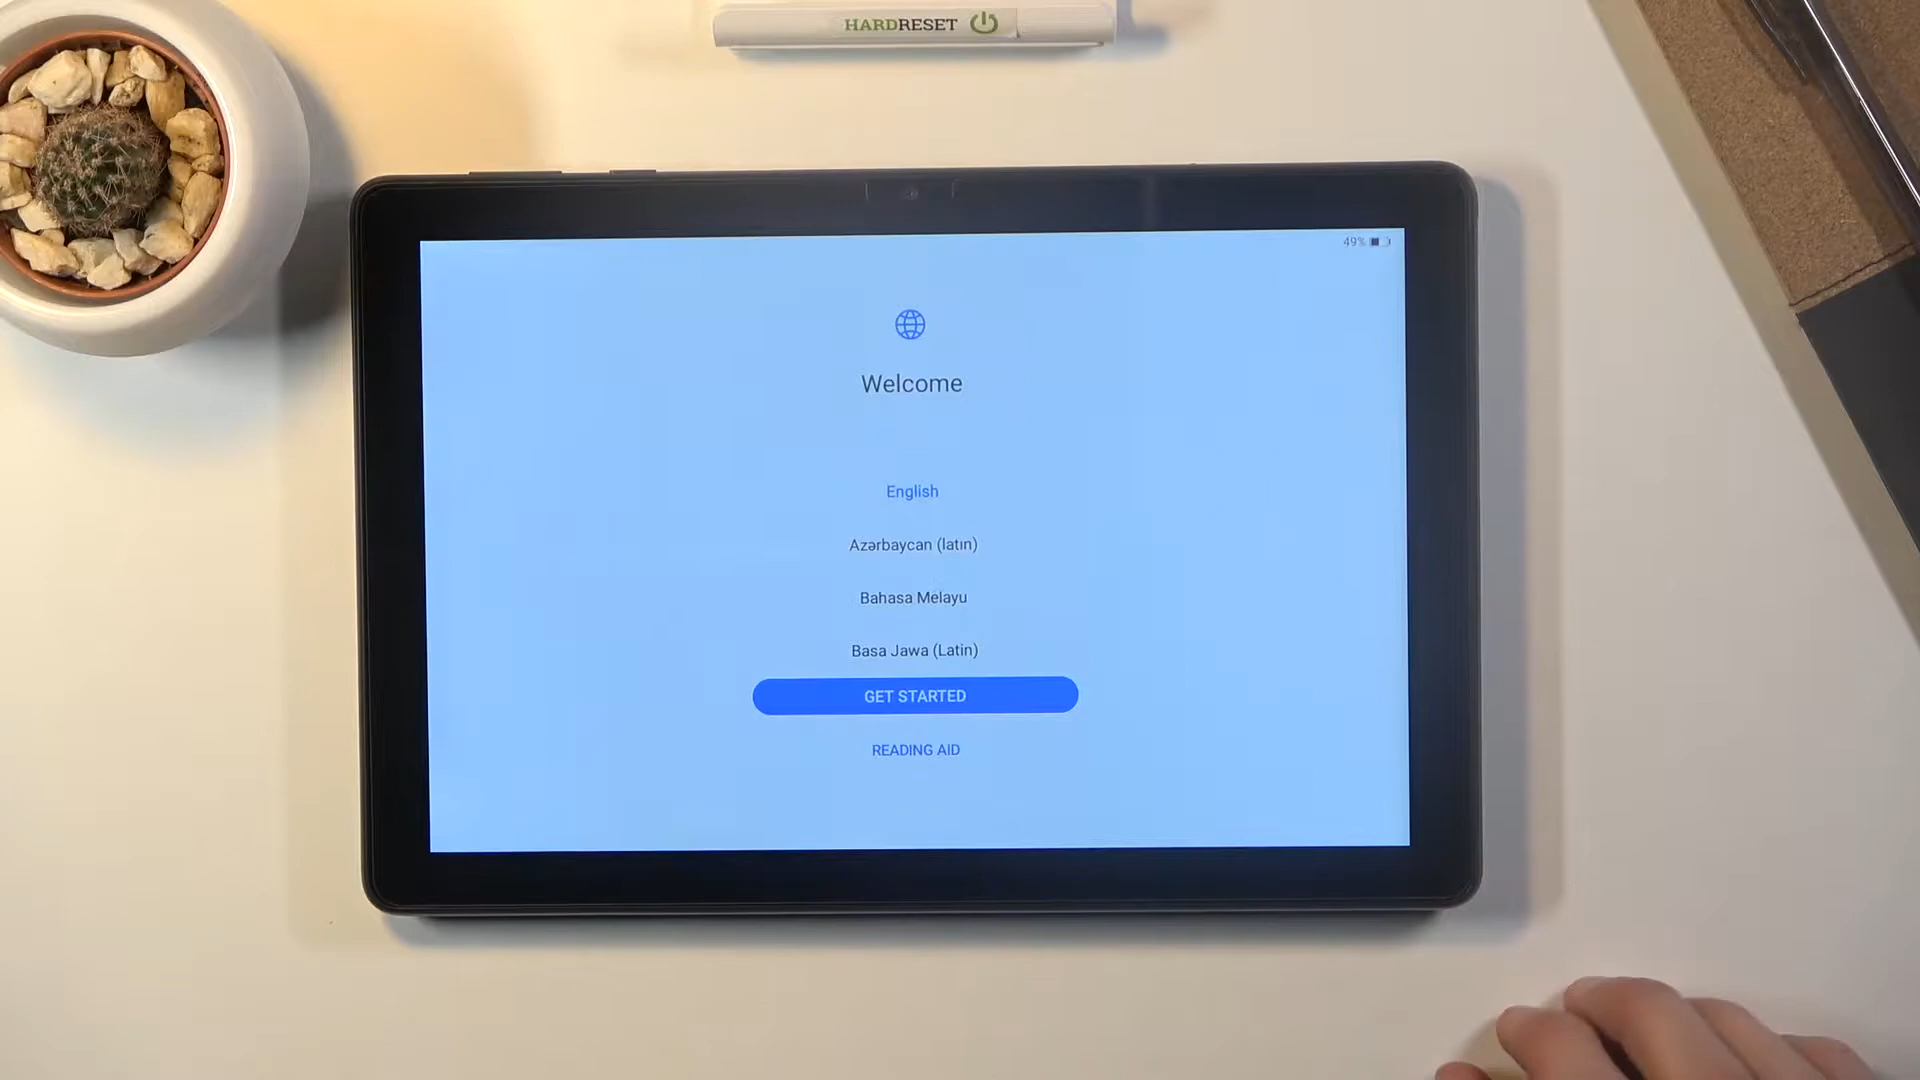 HARDRESET
49%
Welcome
English
Azərbaycan (latın)
Bahasa Melayu
Basa Jawa (Latin)
GET STARTED
READING AID